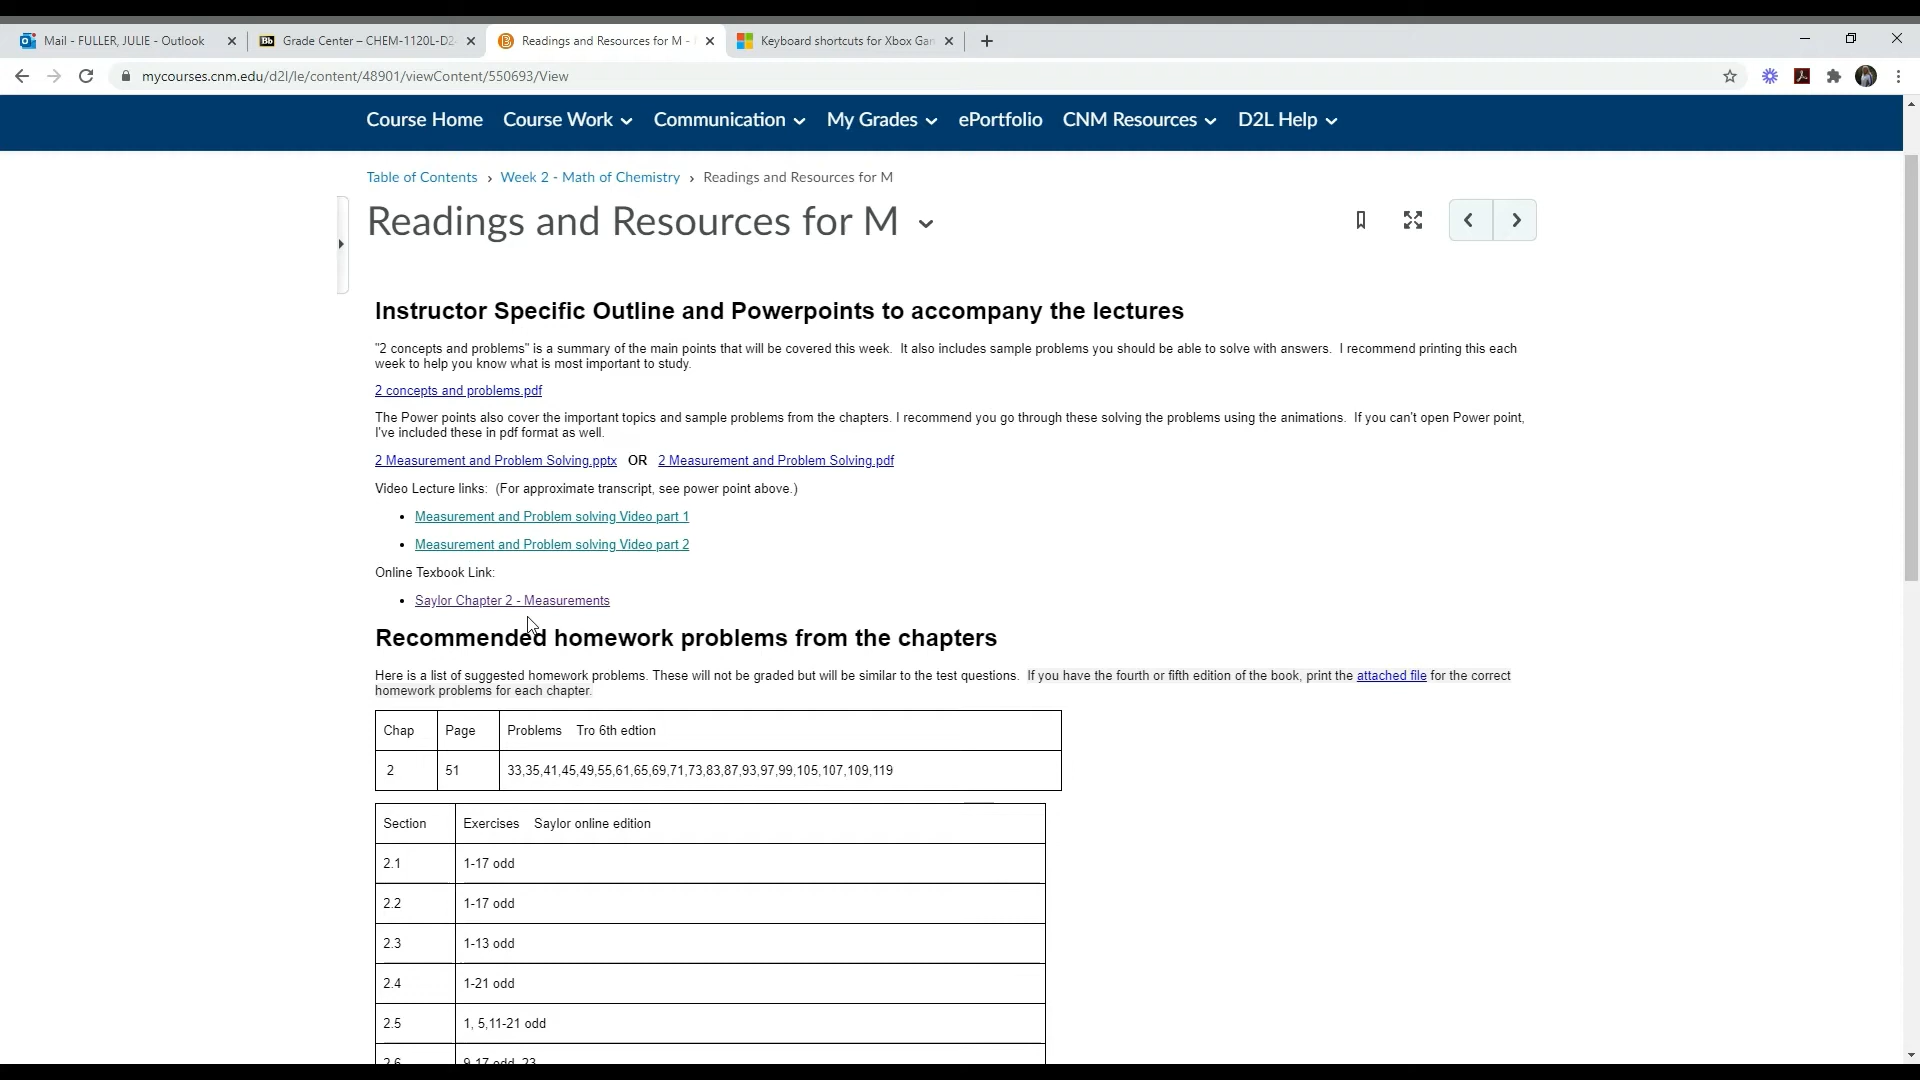 Mail - FULLER, JULIE - Outlook
Bb Grade Center – CHEM-1120L-D2
Readings and Resources for M -
Keyboard shortcuts for Xbox Gam
mycourses.cnm.edu/d2l/le/content/48901/viewContent/550693/View
Course Home Course Work Communication My Grades ePortfolio CNM Resources D2L Help
Table of Contents › Week 2 - Math of Chemistry › Readings and Resources for M
Readings and Resources for M
Instructor Specific Outline and Powerpoints to accompany the lectures
"2 concepts and problems" is a summary of the main points that will be covered this week. It also includes sample problems you should be able to solve with answers. I recommend printing this each
week to help you know what is most important to study.
2 concepts and problems.pdf
The Power points also cover the important topics and sample problems from the chapters. I recommend you go through these solving the problems using the animations. If you can't open Power point,
I've included these in pdf format as well.
2 Measurement and Problem Solving.pptx OR 2 Measurement and Problem Solving.pdf
Video Lecture links: (For approximate transcript, see power point above.)
• Measurement and Problem solving Video part 1
• Measurement and Problem solving Video part 2
Online Texbook Link:
• Saylor Chapter 2 - Measurements
Recommended homework problems from the chapters
Here is a list of suggested homework problems. These will not be graded but will be similar to the test questions. If you have the fourth or fifth edition of the book, print the attached file for the correct
homework problems for each chapter.
Chap Page Problems Tro 6th edtion
2 51 33,35,41,45,49,55,61,65,69,71,73,83,87,93,97,99,105,107,109,119
Section Exercises Saylor online edition
2.1 1-17 odd
2.2 1-17 odd
2.3 1-13 odd
2.4 1-21 odd
2.5 1, 5,11-21 odd
2.6 9-17 odd, 23